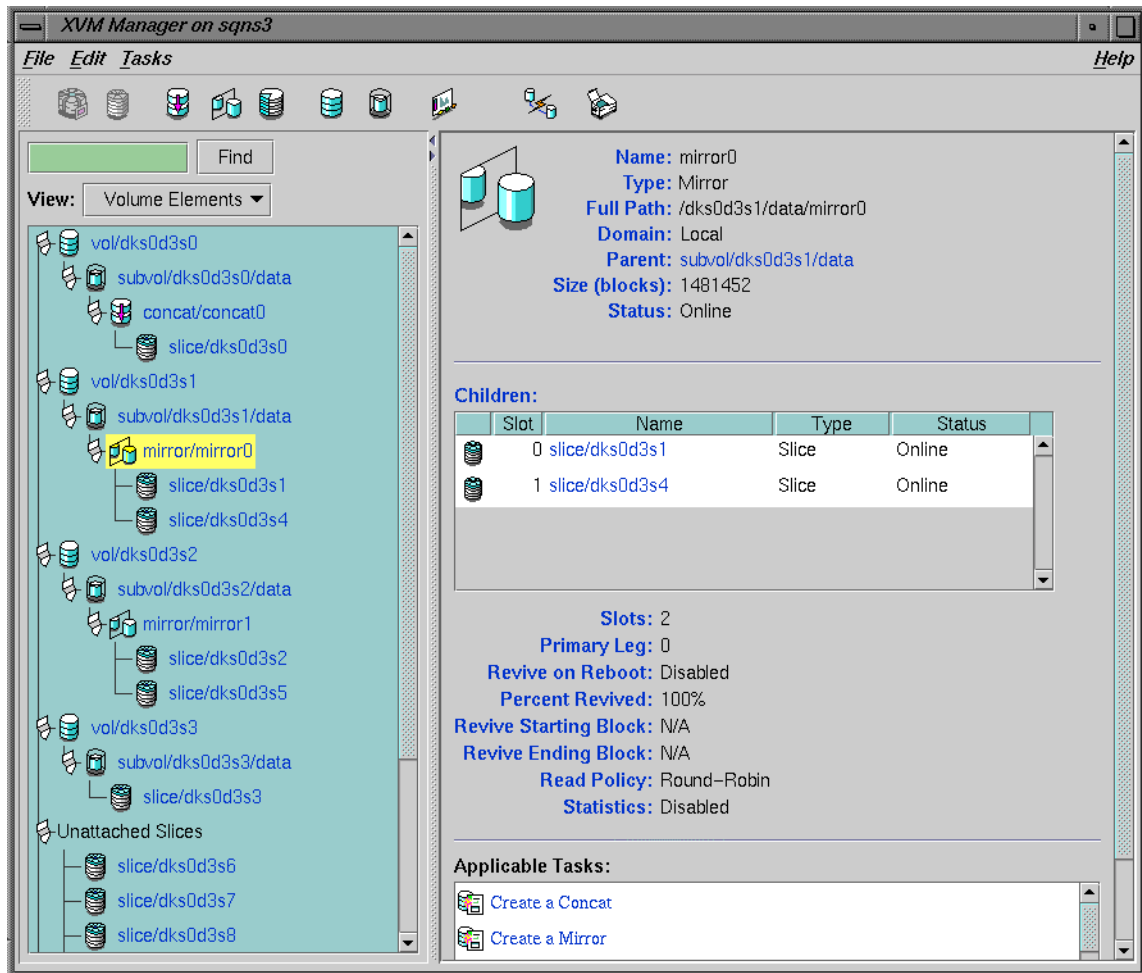 XVM Manager on sqns3
File Edit Tasks Help
Find
View: Volume Elements
vol/dks0d3s0
subvol/dks0d3s0/data
concat/concat0
slice/dks0d3s0
vol/dks0d3s1
subvol/dks0d3s1/data
mirror/mirror0
slice/dks0d3s1
slice/dks0d3s4
vol/dks0d3s2
subvol/dks0d3s2/data
mirror/mirror1
slice/dks0d3s2
slice/dks0d3s5
vol/dks0d3s3
subvol/dks0d3s3/data
slice/dks0d3s3
Unattached Slices
slice/dks0d3s6
slice/dks0d3s7
slice/dks0d3s8
Name: mirror0
Type: Mirror
Full Path: /dks0d3s1/data/mirror0
Domain: Local
Parent: subvol/dks0d3s1/data
Size (blocks): 1481452
Status: Online
Children:
Slot Name Type Status
0 slice/dks0d3s1 Slice Online
1 slice/dks0d3s4 Slice Online
Slots: 2
Primary Leg: 0
Revive on Reboot: Disabled
Percent Revived: 100%
Revive Starting Block: N/A
Revive Ending Block: N/A
Read Policy: Round-Robin
Statistics: Disabled
Applicable Tasks:
Create a Concat
Create a Mirror